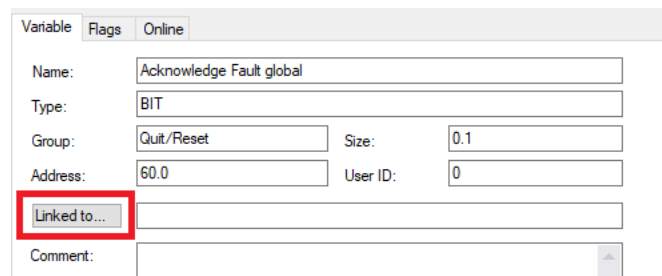 Variable Flags Online
Name: Acknowledge Fault global
Type: BIT
Group: Quit/Reset Size: 0.1
Address: 60.0 User ID: 0
Linked to...
Comment: